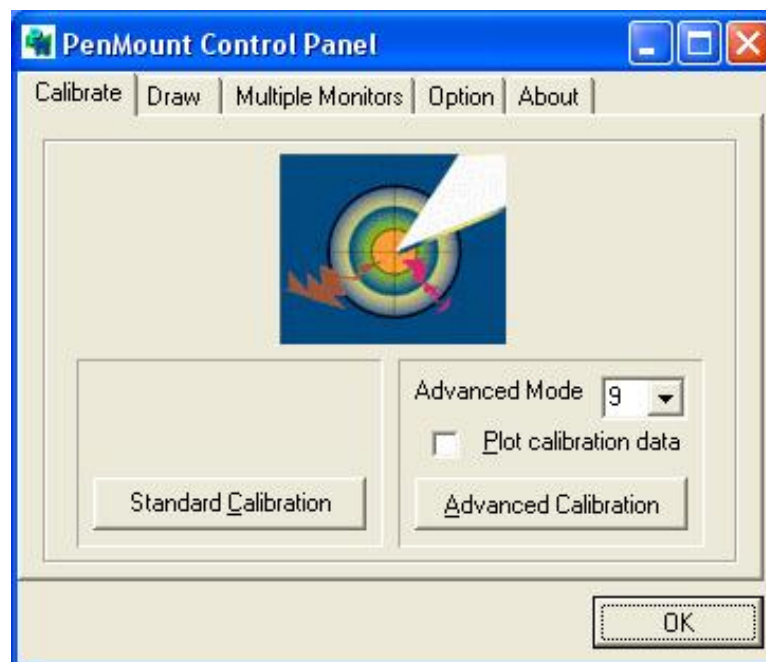 PenMount Control Panel
Calibrate Draw Multiple Monitors Option About
Advanced Mode 9
Plot calibration data
Standard Calibration Advanced Calibration
OK